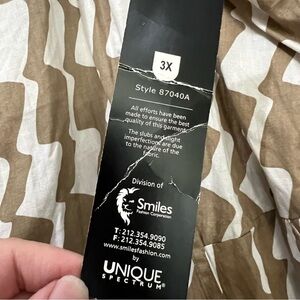 3X
Style 87040A
All efforts have been
made to ensure the best
quality of this garment.
The slubs and slight
imperfections are due
to the nature of the
fabric.
Division of
Smiles
Fashion Corporation
T: 212.354.9090
F: 212.354.9085
www.smilesfashion.com
by
UNIQUE
SPECTRUM®